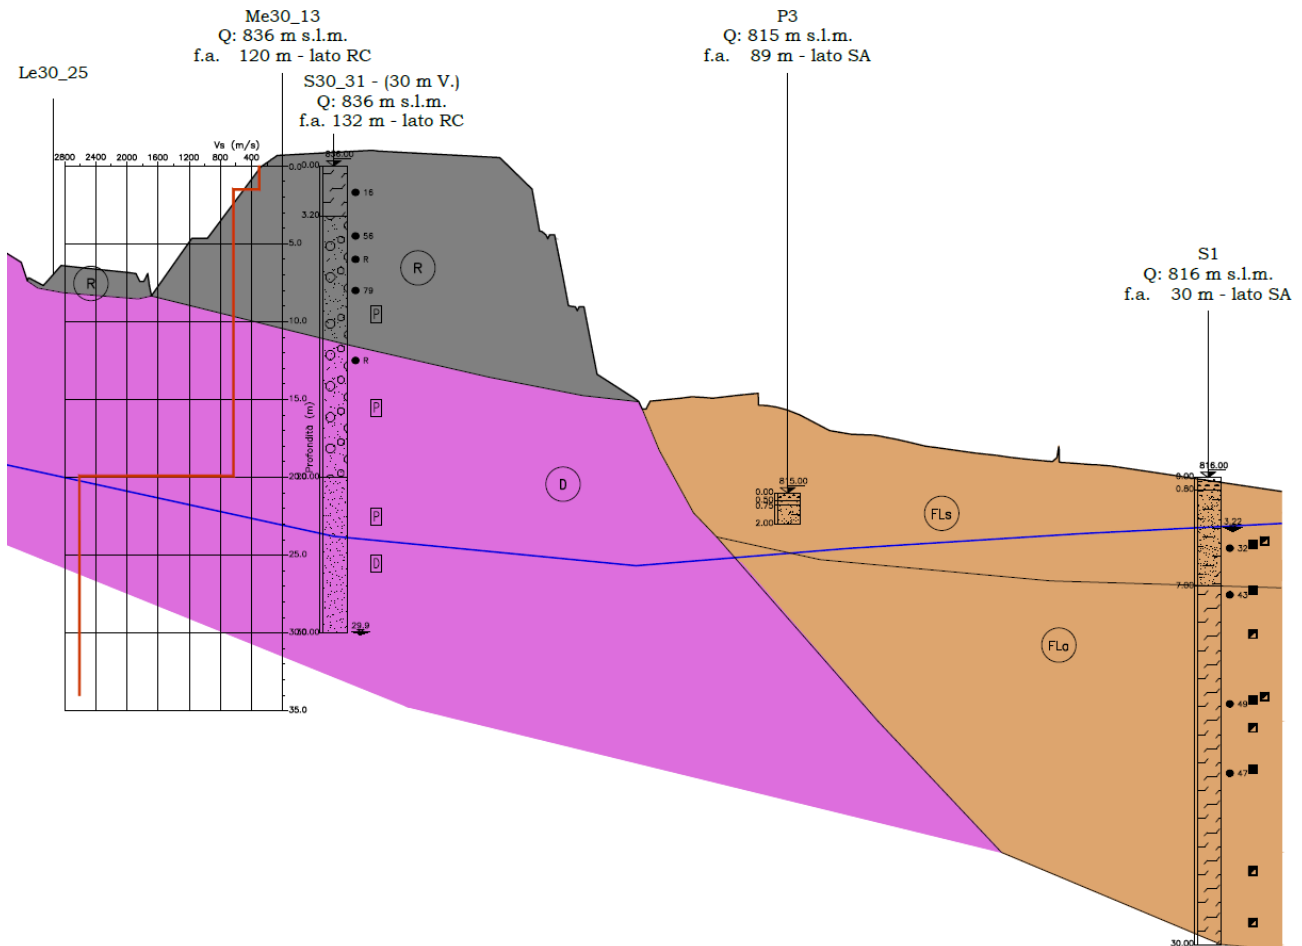 Me30_13
Q: 836 m s.l.m.
f.a. 120 m - lato RC
P3
Q: 815 m s.l.m.
f.a. 89 m - lato SA
Le30_25
S30_31 - (30 m V.)
Q: 836 m s.l.m.
f.a. 132 m - lato RC
S1
Q: 816 m s.l.m.
f.a. 30 m - lato SA
Vs (m/s)
2800 2400 2000 1600 1200 800 400
836.00
0.0
0.00
16
3.20
5.0
56
R
R
R
79
10.0
P
R
15.0
P
Profondità (m)
20.00
D
P
25.0
D
29.9
30.00
35.0
815.00
0.00
0.50
0.75
2.00
FLs
FLa
816.00
0.00
0.80
3.22
32
7.00
43
49
47
30.00